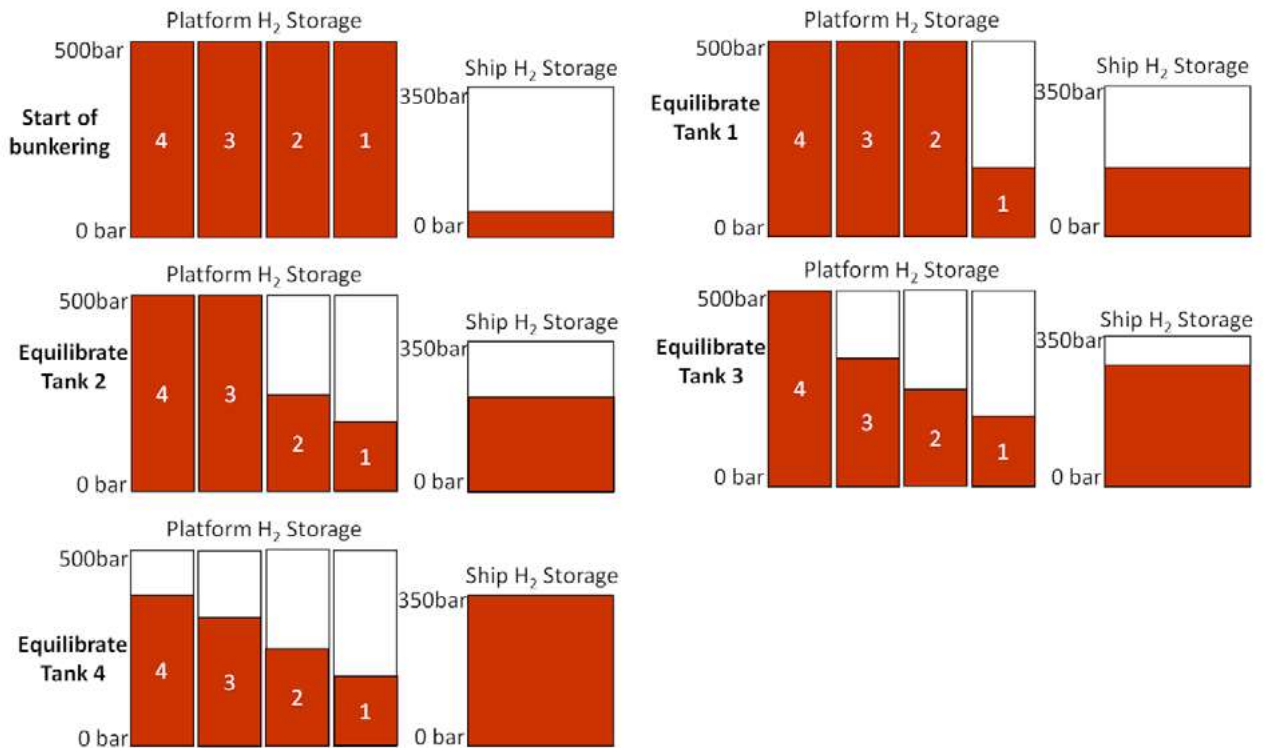 Platform H₂ Storage
500bar
Ship H₂ Storage
350bar
Start of
bunkering
4 3 2 1
0 bar
0 bar
Platform H₂ Storage
500bar
Ship H₂ Storage
350bar
Equilibrate
Tank 1
4 3 2
1
0 bar
0 bar
Platform H₂ Storage
500bar
Ship H₂ Storage
350bar
Equilibrate
Tank 2
4 3
2
1
0 bar
0 bar
Platform H₂ Storage
500bar
Ship H₂ Storage
350bar
Equilibrate
Tank 3
4
3
2
1
0 bar
0 bar
Platform H₂ Storage
500bar
Ship H₂ Storage
350bar
Equilibrate
Tank 4
4
3
2
1
0 bar
0 bar